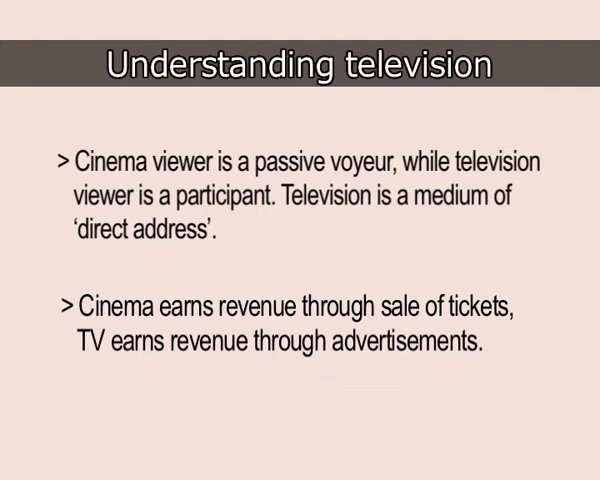 Understanding television
> Cinema viewer is a passive voyeur, while television
viewer is a participant. Television is a medium of
‘direct address’.
> Cinema earns revenue through sale of tickets,
TV earns revenue through advertisements.